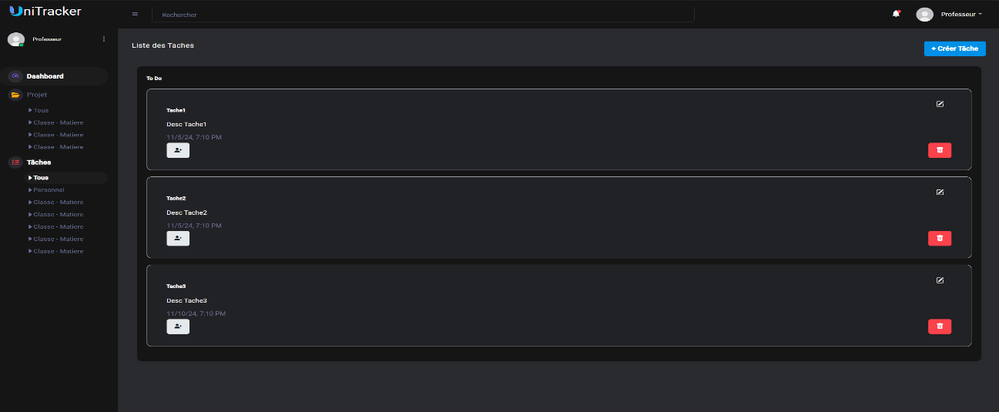 UniTracker
Rechercher
Professeur
Professeur
Dashboard
Projet
Tous
Classe - Matiere
Classe - Matiere
Classe - Matiere
Tâches
Tous
Personnel
Classe - Matiere
Classe - Matiere
Classe - Matiere
Classe - Matiere
Classe - Matiere
Liste des Taches
+ Créer Tâche
To Do
Tache1
Desc Tache1
11/5/24, 7:10 PM
Tache2
Desc Tache2
11/5/24, 7:10 PM
Tache3
Desc Tache3
11/10/24, 7:10 PM